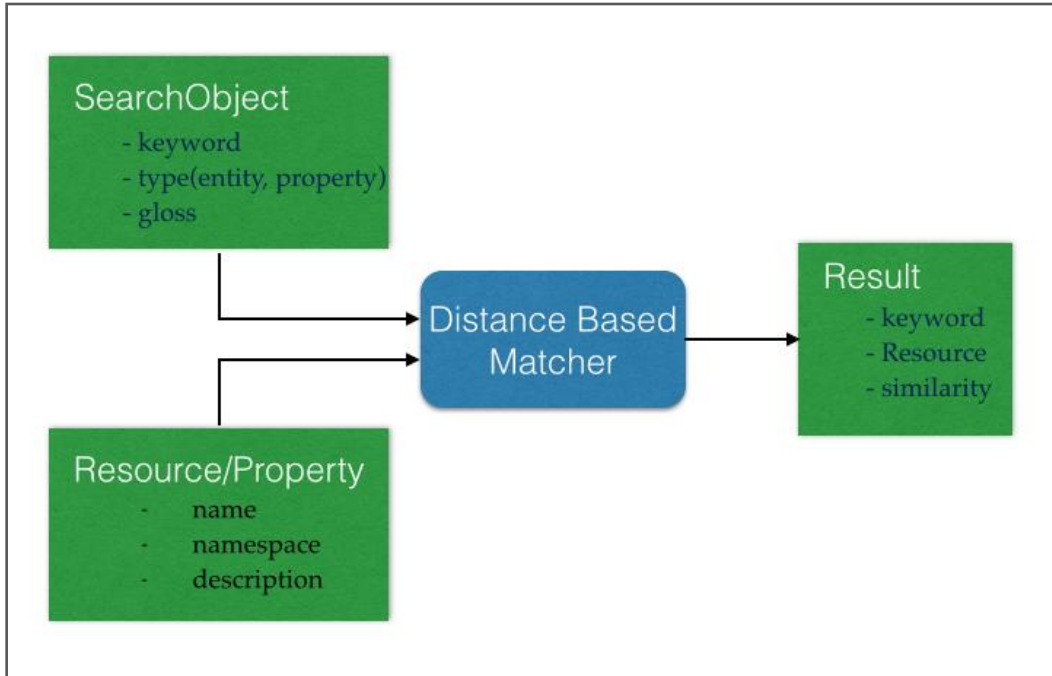 SearchObject
- keyword
- type(entity, property)
- gloss
Distance Based
Matcher
Result
- keyword
- Resource
- similarity
Resource/Property
- name
- namespace
- description